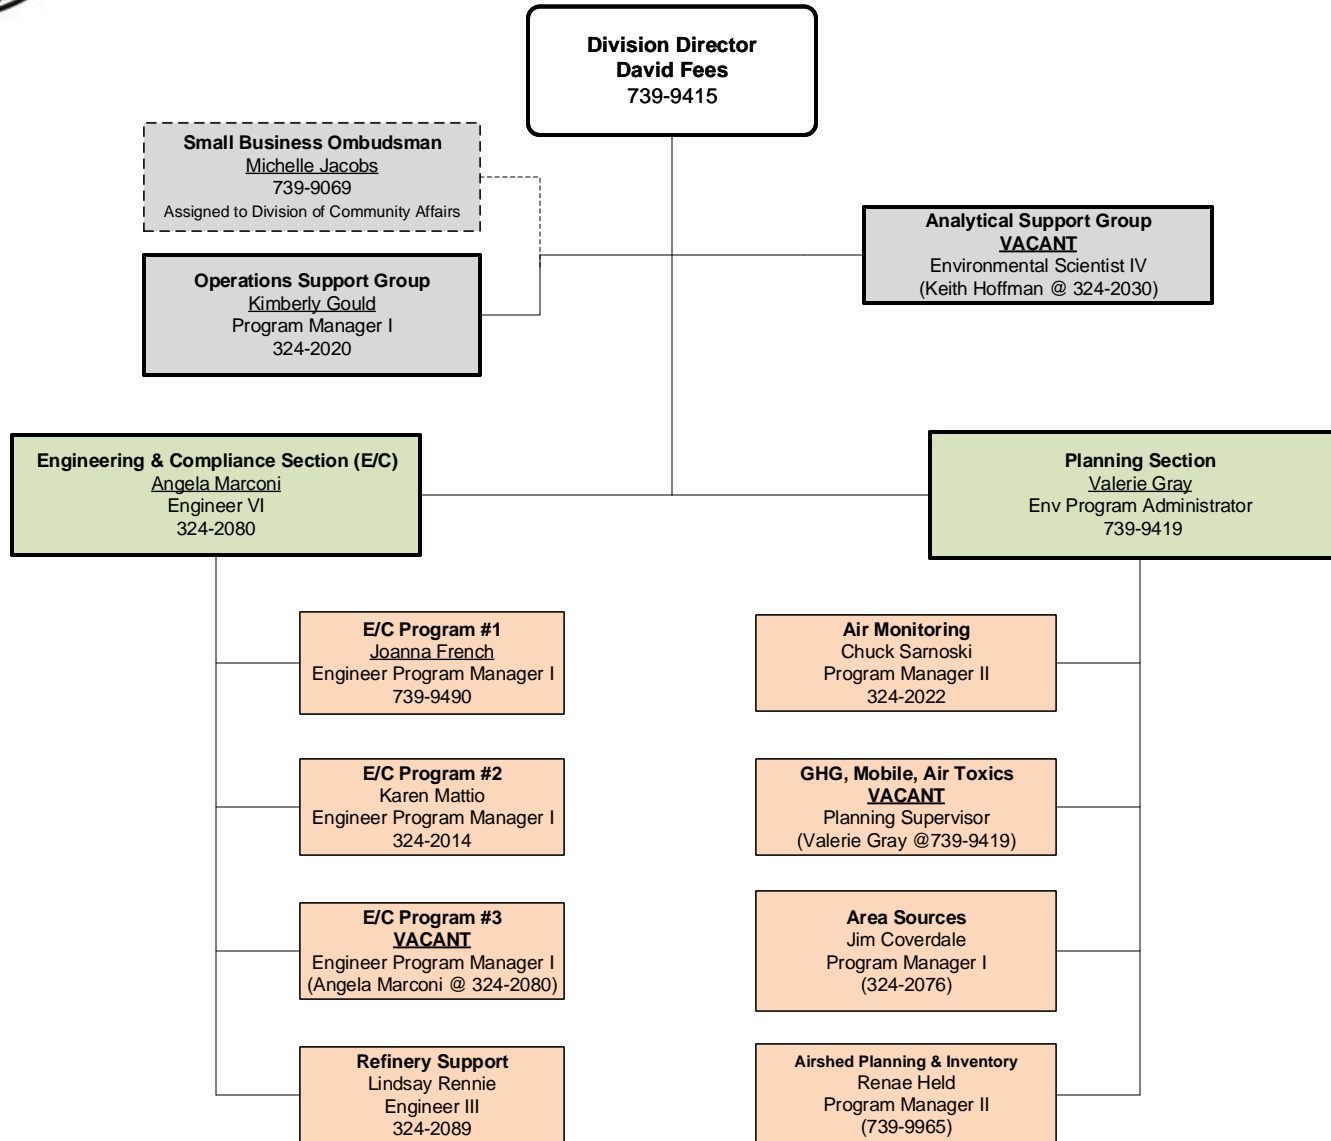 Division Director
David Fees
739-9415
Small Business Ombudsman
Michelle Jacobs
739-9069
Assigned to Division of Community Affairs
Operations Support Group
Kimberly Gould
Program Manager I
324-2020
Analytical Support Group
VACANT
Environmental Scientist IV
(Keith Hoffman @ 324-2030)
Engineering & Compliance Section (E/C)
Angela Marconi
Engineer VI
324-2080
Planning Section
Valerie Gray
Env Program Administrator
739-9419
E/C Program #1
Joanna French
Engineer Program Manager I
739-9490
E/C Program #2
Karen Mattio
Engineer Program Manager I
324-2014
E/C Program #3
VACANT
Engineer Program Manager I
(Angela Marconi @ 324-2080)
Refinery Support
Lindsay Rennie
Engineer III
324-2089
Air Monitoring
Chuck Sarnoski
Program Manager II
324-2022
GHG, Mobile, Air Toxics
VACANT
Planning Supervisor
(Valerie Gray @739-9419)
Area Sources
Jim Coverdale
Program Manager I
(324-2076)
Airshed Planning & Inventory
Renae Held
Program Manager II
(739-9965)